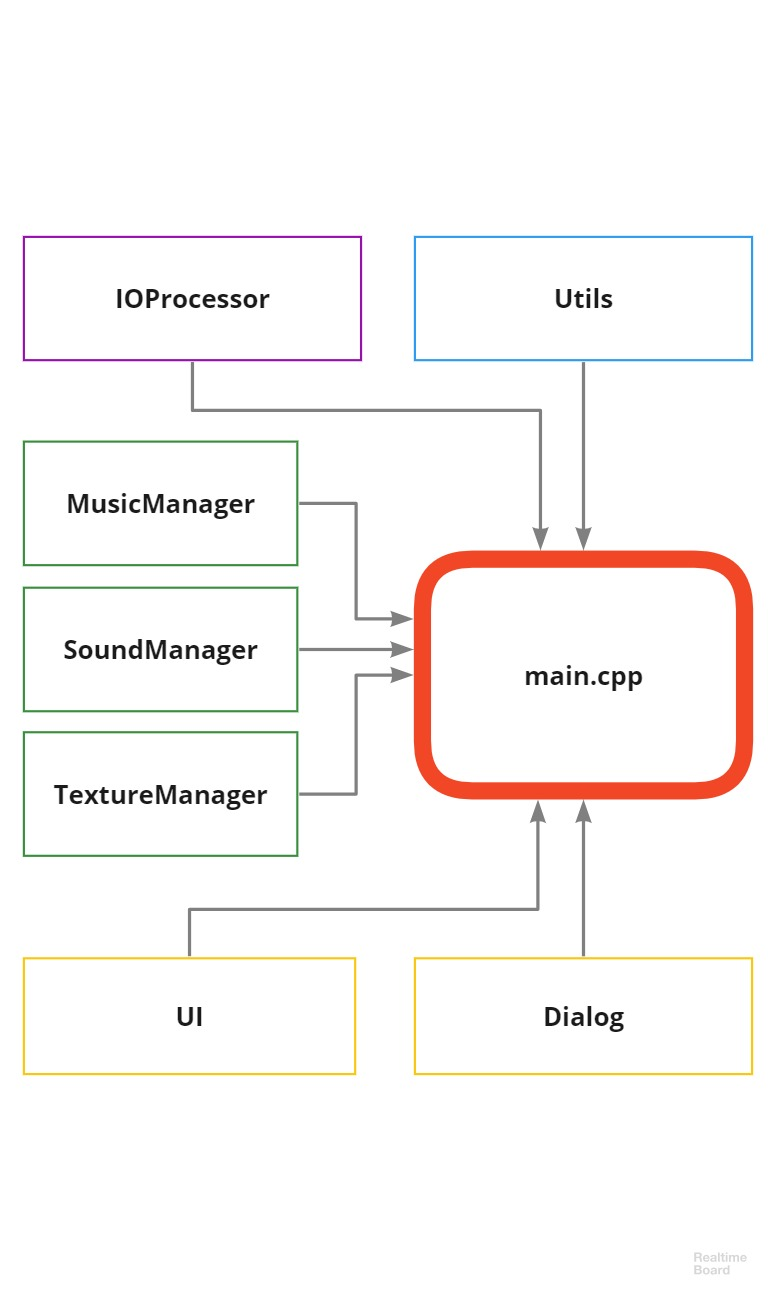 IOProcessor
Utils
MusicManager
SoundManager
main.cpp
TextureManager
UI
Dialog
Realtime
Board